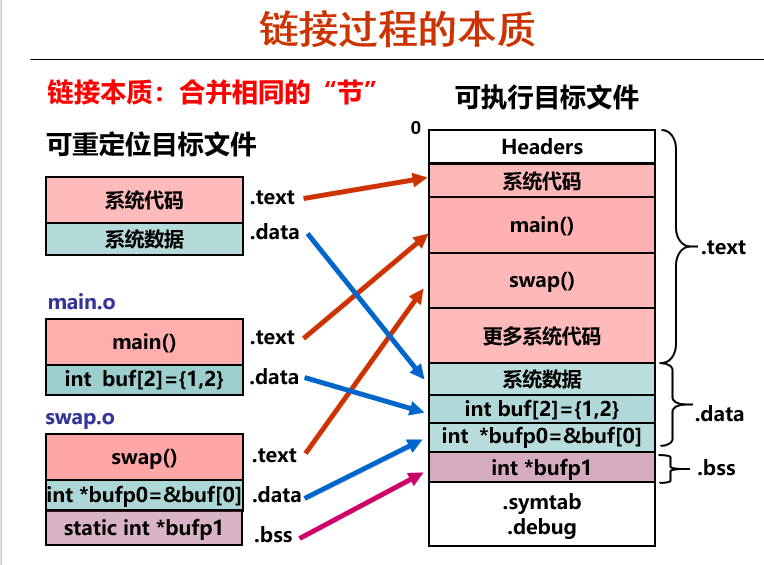 链接过程的本质
链接本质：合并相同的“节”
可重定位目标文件
系统代码
.text
系统数据
.data
main.o
main()
.text
int buf[2]={1,2}
.data
swap.o
swap()
.text
int *bufp0=&buf[0]
.data
static int *bufp1
.bss
可执行目标文件
0
Headers
系统代码
main()
swap()
更多系统代码
.text
系统数据
int buf[2]={1,2}
int *bufp0=&buf[0]
.data
int *bufp1
.bss
.symtab
.debug